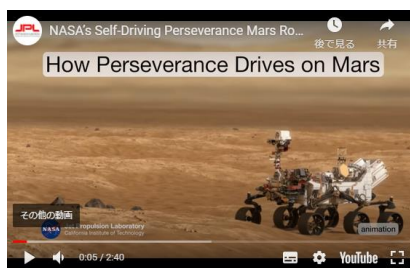 JPL
NASA's Self-Driving Perseverance Mars Ro...
後で見る
共有
How Perseverance Drives on Mars
その他の動画
NASA
Jet Propulsion Laboratory
California Institute of Technology
animation
0:05 / 2:40
YouTube